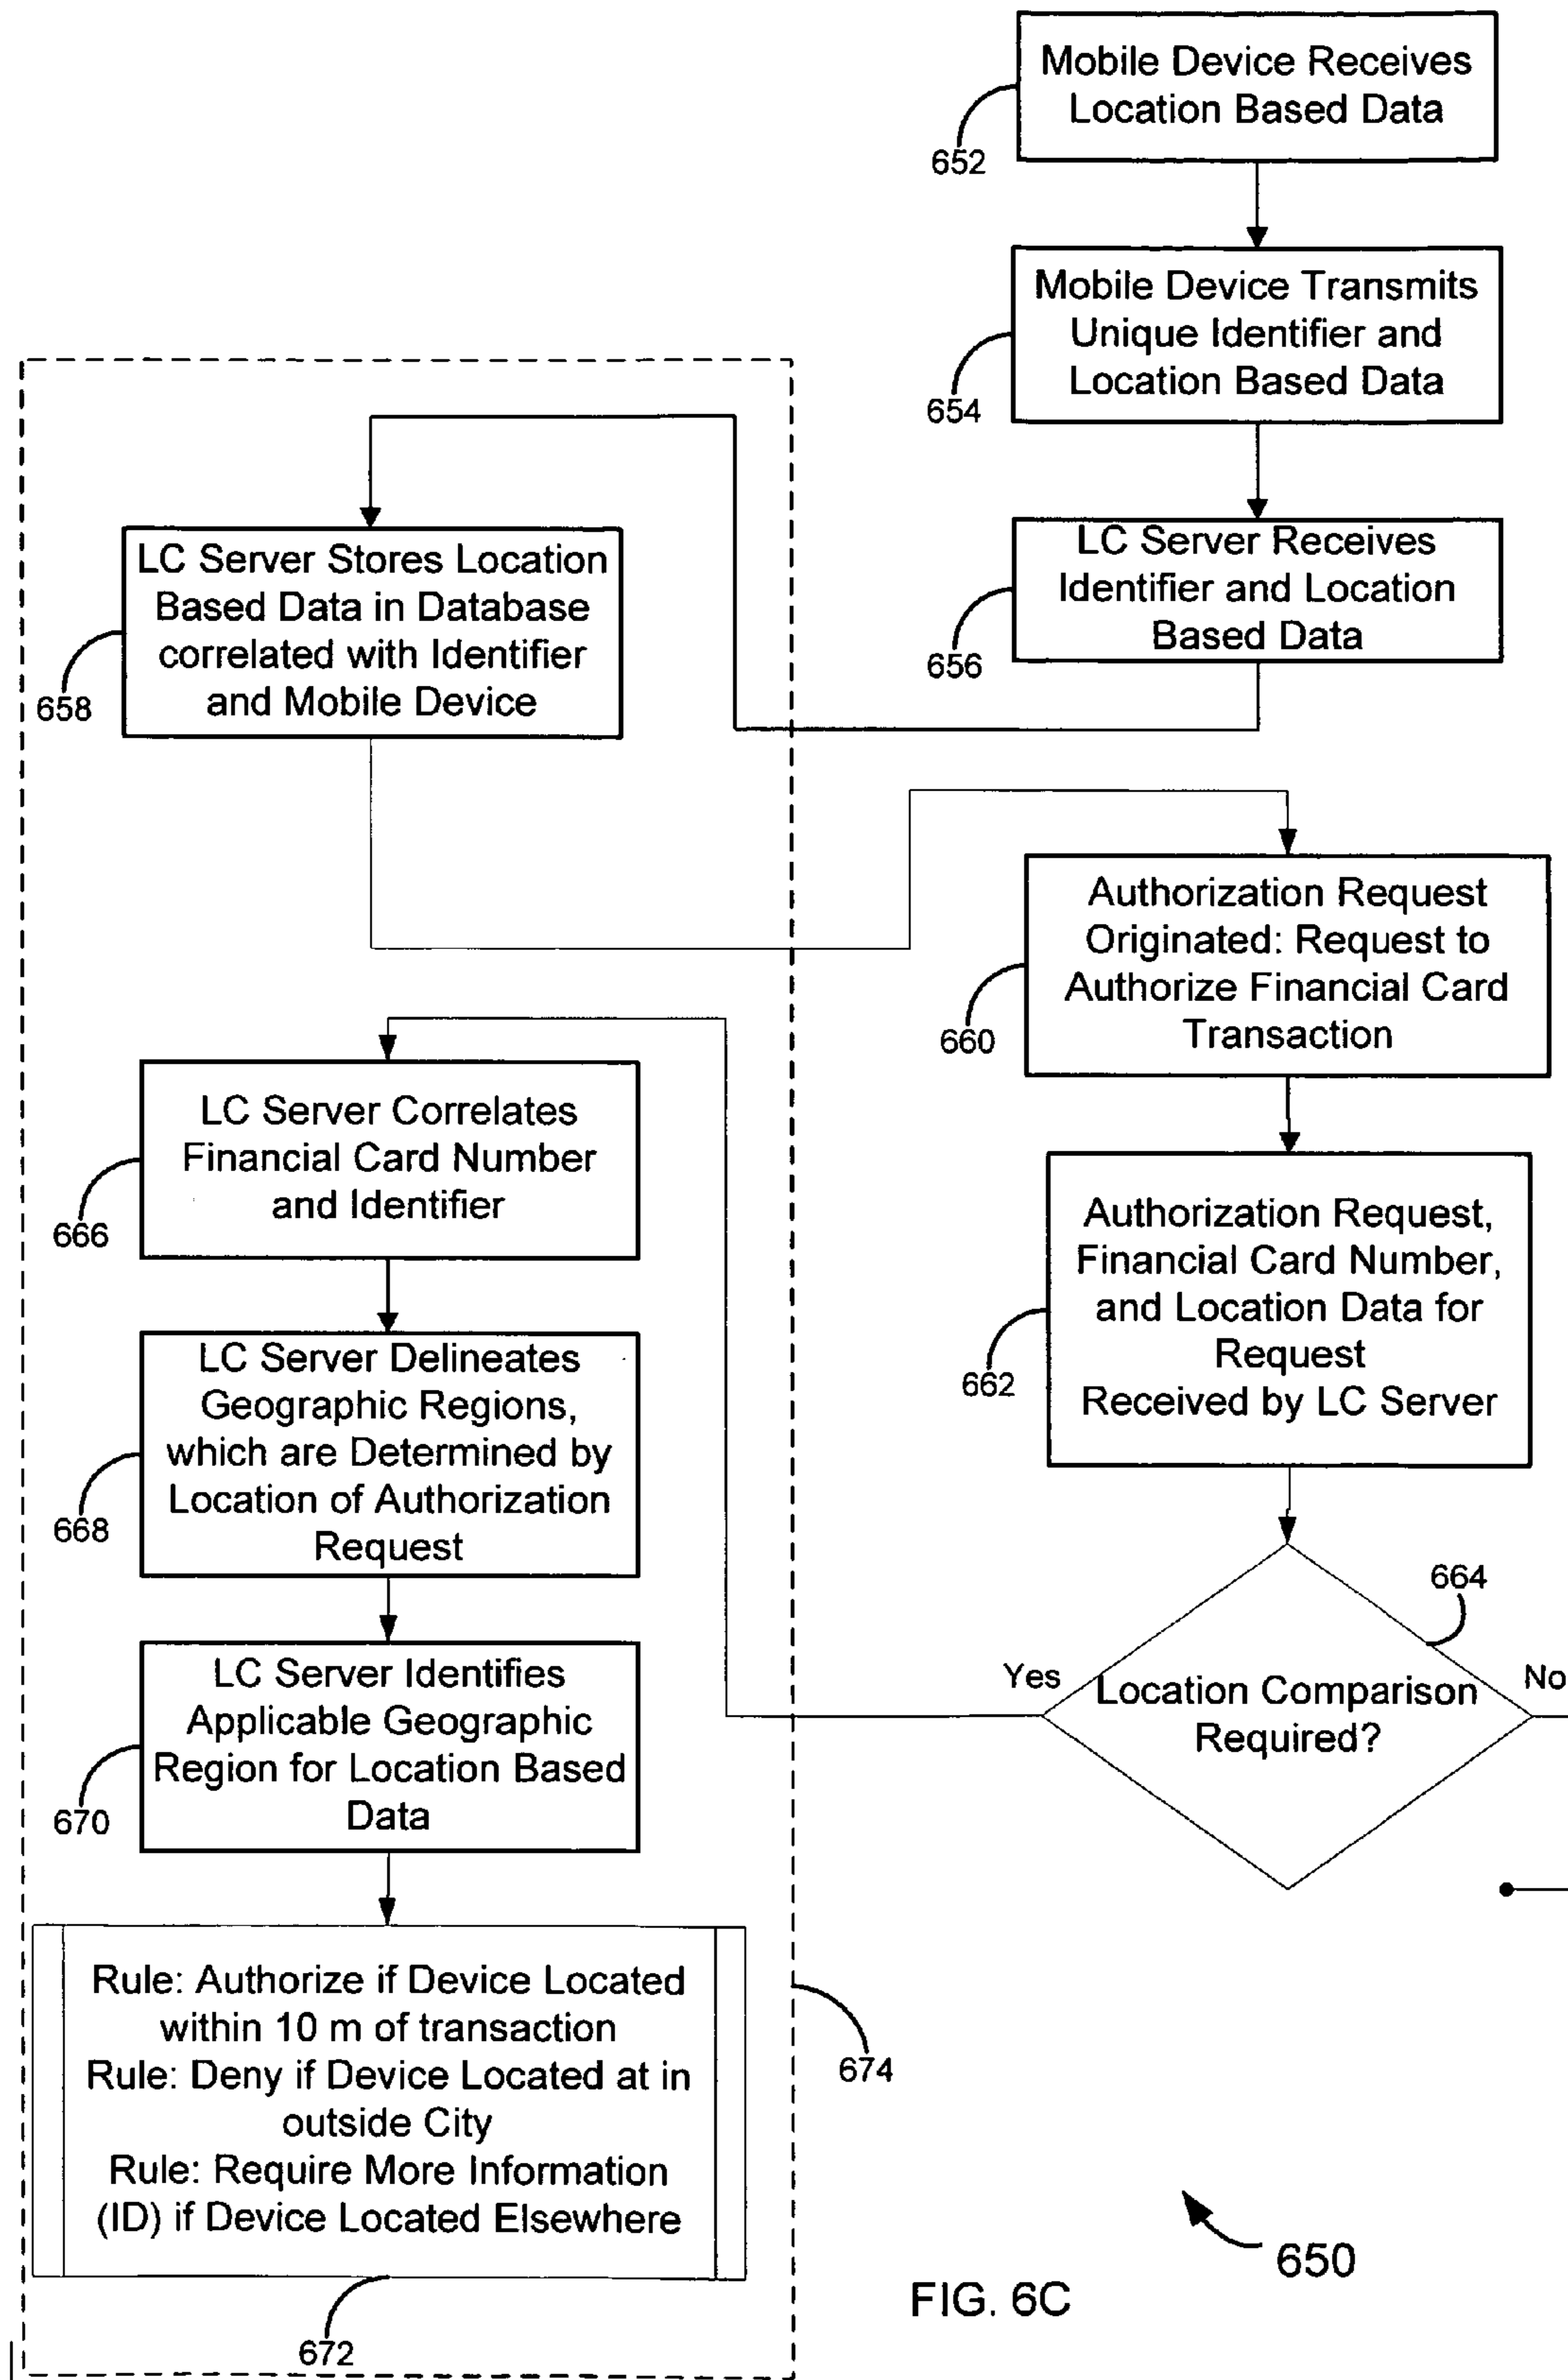 Mobile Device Receives
Location Based Data
652
Mobile Device Transmits
Unique Identifier and
Location Based Data
654
LC Server Receives
Identifier and Location
Based Data
656
LC Server Stores Location
Based Data in Database
correlated with Identifier
and Mobile Device
658
Authorization Request
Originated: Request to
Authorize Financial Card
Transaction
660
Authorization Request,
Financial Card Number,
and Location Data for
Request
Received by LC Server
662
664
Location Comparison
Required?
Yes
No
LC Server Correlates
Financial Card Number
and Identifier
666
LC Server Delineates
Geographic Regions,
which are Determined by
Location of Authorization
Request
668
LC Server Identifies
Applicable Geographic
Region for Location Based
Data
670
Rule: Authorize if Device Located
within 10 m of transaction
Rule: Deny if Device Located at in
outside City
Rule: Require More Information
(ID) if Device Located Elsewhere
672
674
650
FIG. 6C